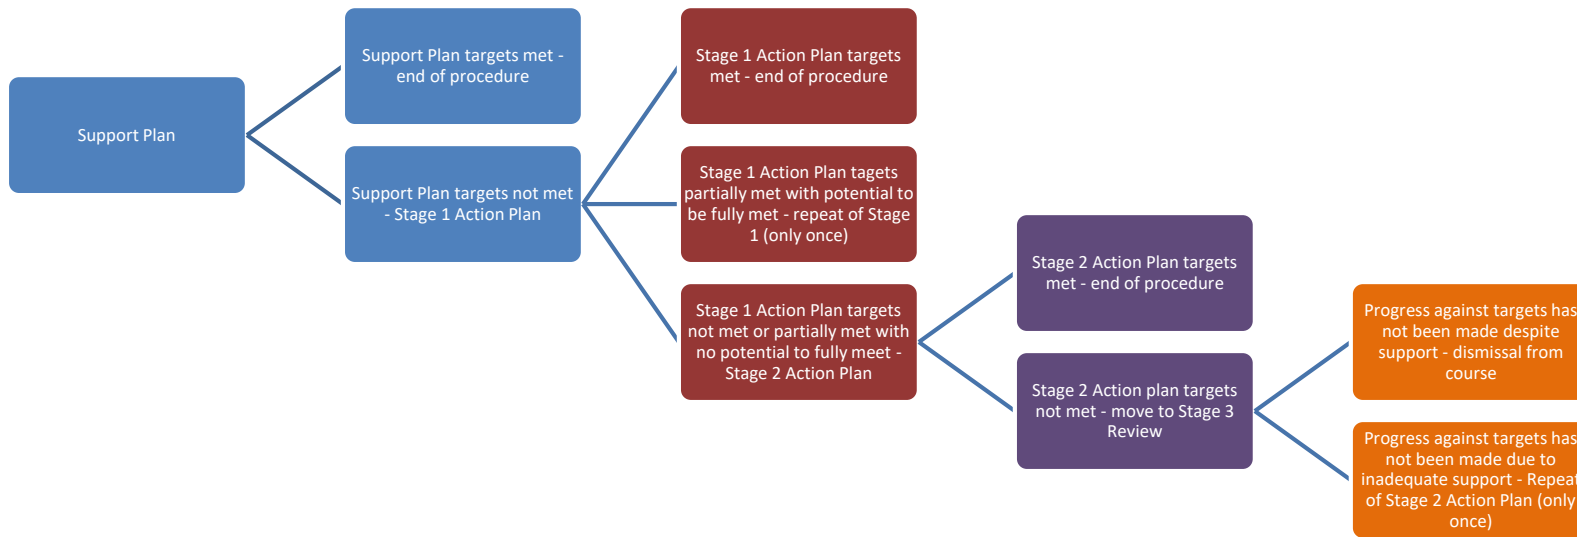 Support Plan
Support Plan targets met -
end of procedure
Support Plan targets not met
- Stage 1 Action Plan
Stage 1 Action Plan targets
met - end of procedure
Stage 1 Action Plan tagets
partially met with potential to
be fully met - repeat of Stage
1 (only once)
Stage 1 Action Plan targets
not met or partially met with
no potential to fully meet -
Stage 2 Action Plan
Stage 2 Action Plan targets
met - end of procedure
Stage 2 Action plan targets
not met - move to Stage 3
Review
Progress against targets has
not been made despite
support - dismissal from
course
Progress against targets has
not been made due to
inadequate support - Repeat
of Stage 2 Action Plan (only
once)